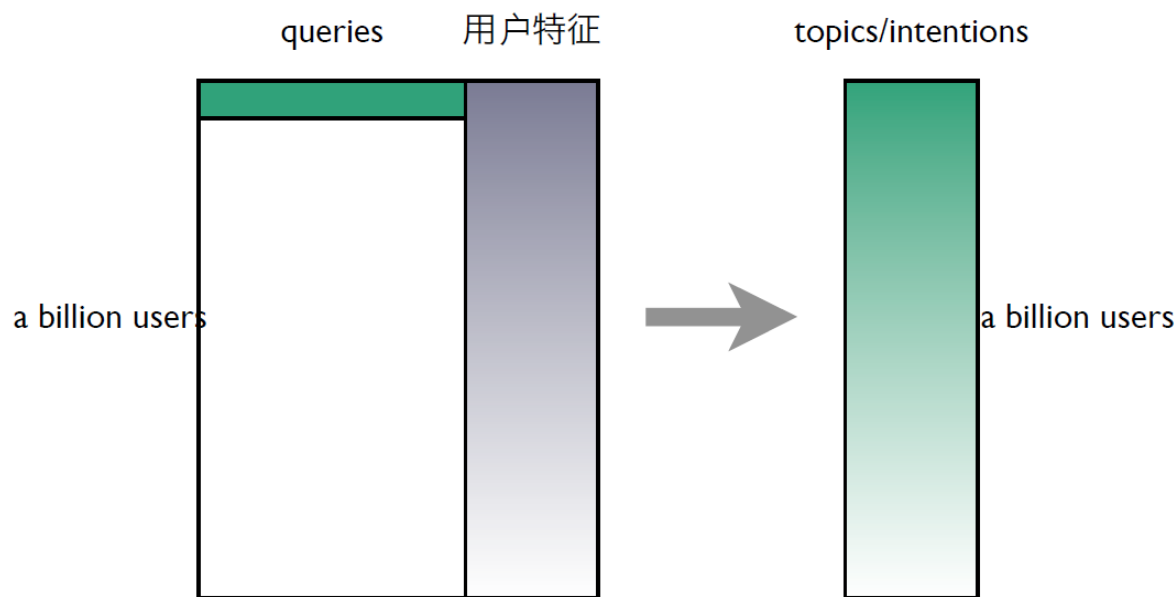 queries
用户特征
topics/intentions
a billion users
a billion users